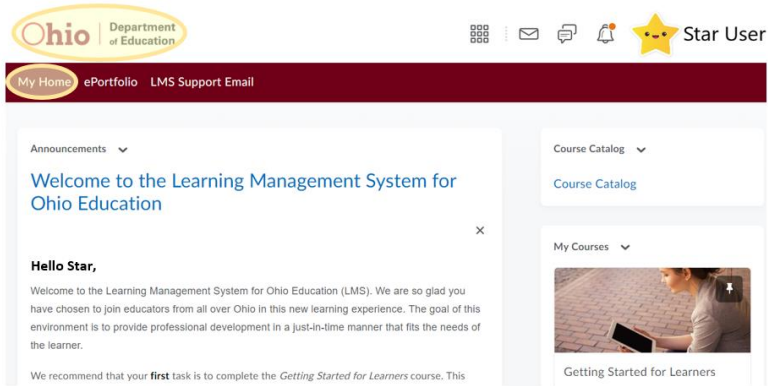 Ohio
Department
of Education
Star User
My Home ePortfolio LMS Support Email
Announcements
Welcome to the Learning Management System for
Ohio Education
Hello Star,
Welcome to the Learning Management System for Ohio Education (LMS). We are so glad you
have chosen to join educators from all over Ohio in this new learning experience. The goal of this
environment is to provide professional development in a just-in-time manner that fits the needs of
the learner.
We recommend that your first task is to complete the Getting Started for Learners course. This
Course Catalog
Course Catalog
My Courses
Getting Started for Learners